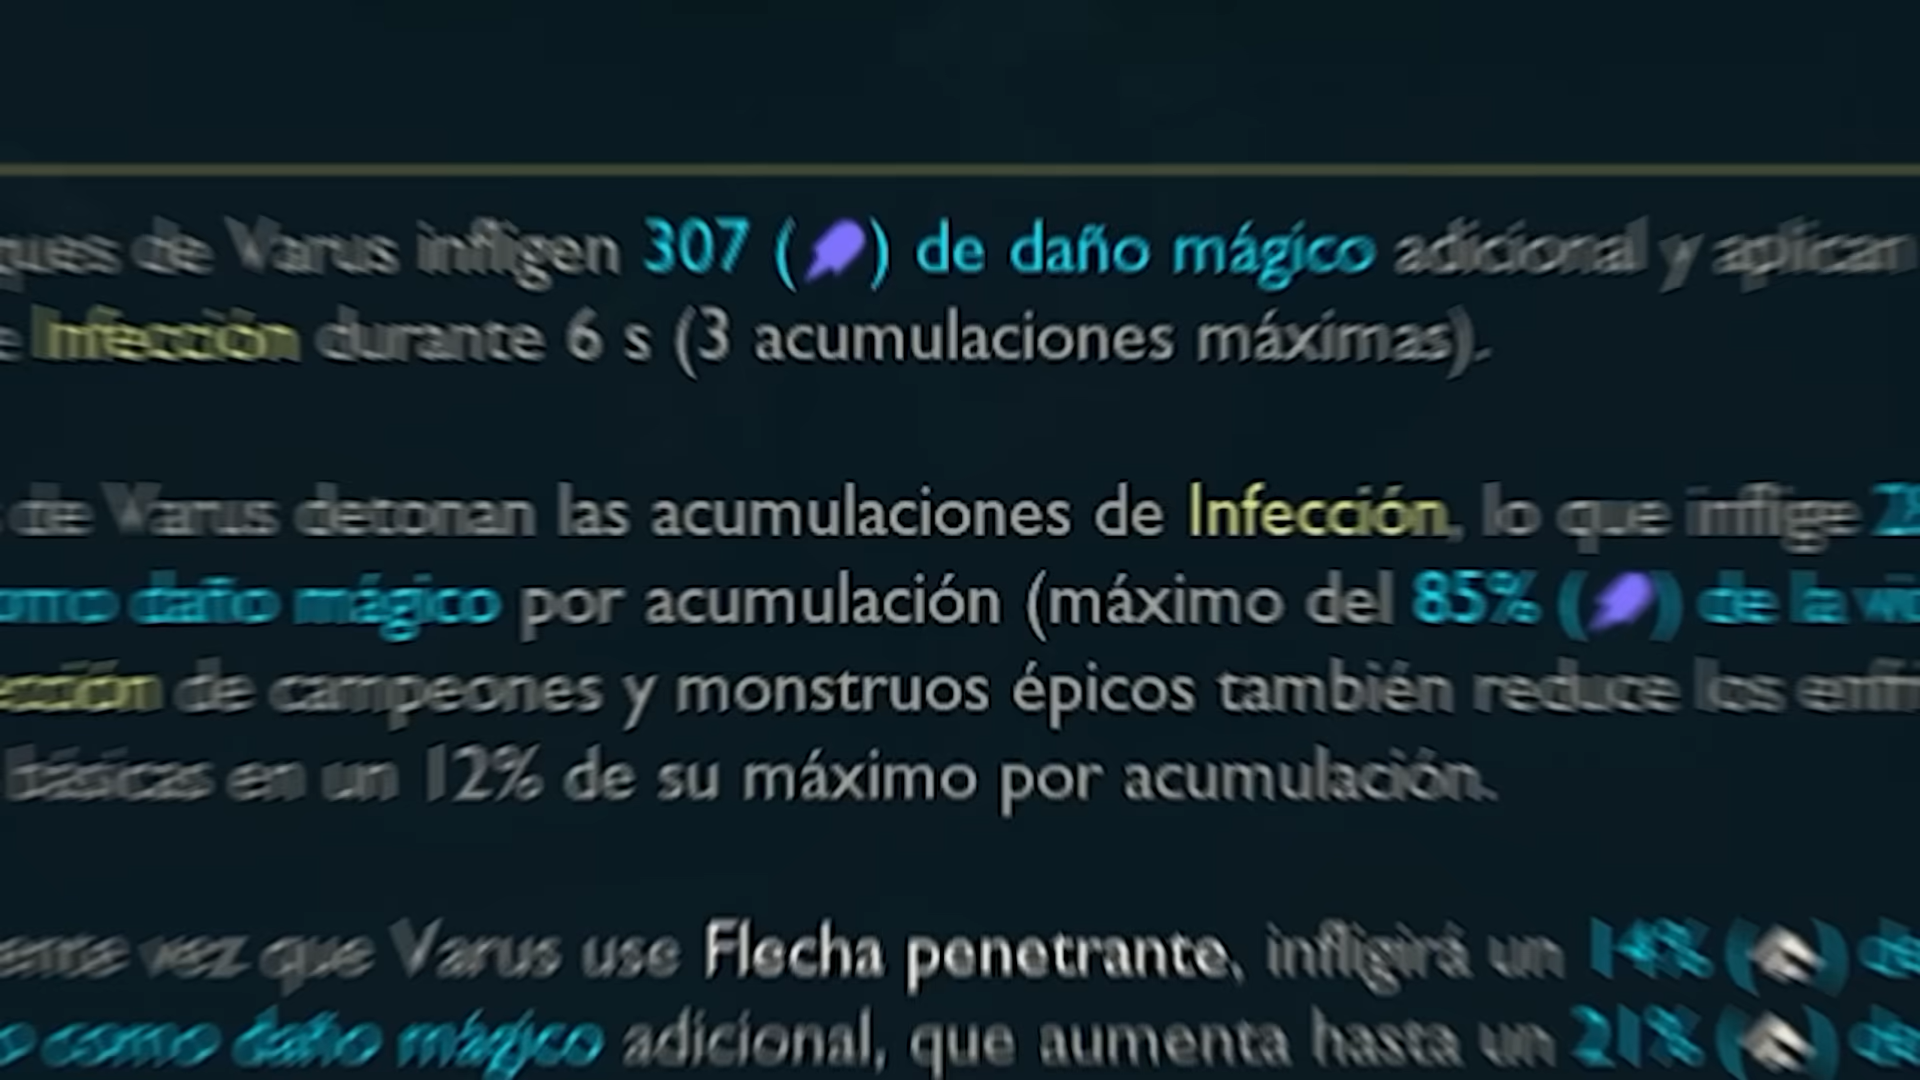 de Varus infligen 307 () de daño mágico adicional y aplican
Infección durante 6 s (3 acumulaciones máximas).
de Varus detonan las acumulaciones de Infección, lo que inflige
daño mágico por acumulación (máximo del 85% () de la
de campeones y monstruos épicos también reduce los
básicas en un 12% de su máximo por acumulación.
vez que Varus use Flecha penetrante, infligirá un 14% ()
como daño mágico adicional, que aumenta hasta un 21% ()